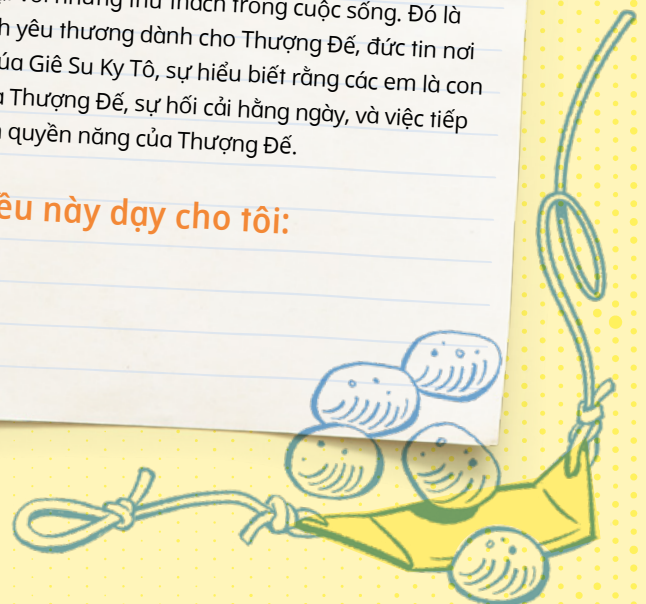 những thử thách trong cuộc sống. Đó là
yêu thương dành cho Thượng Đế, đức tin nơi
Giê Su Ky Tô, sự hiểu biết rằng các em là con
Thượng Đế, sự hối cải hằng ngày, và việc tiếp
quyền năng của Thượng Đế.
này dạy cho tôi: